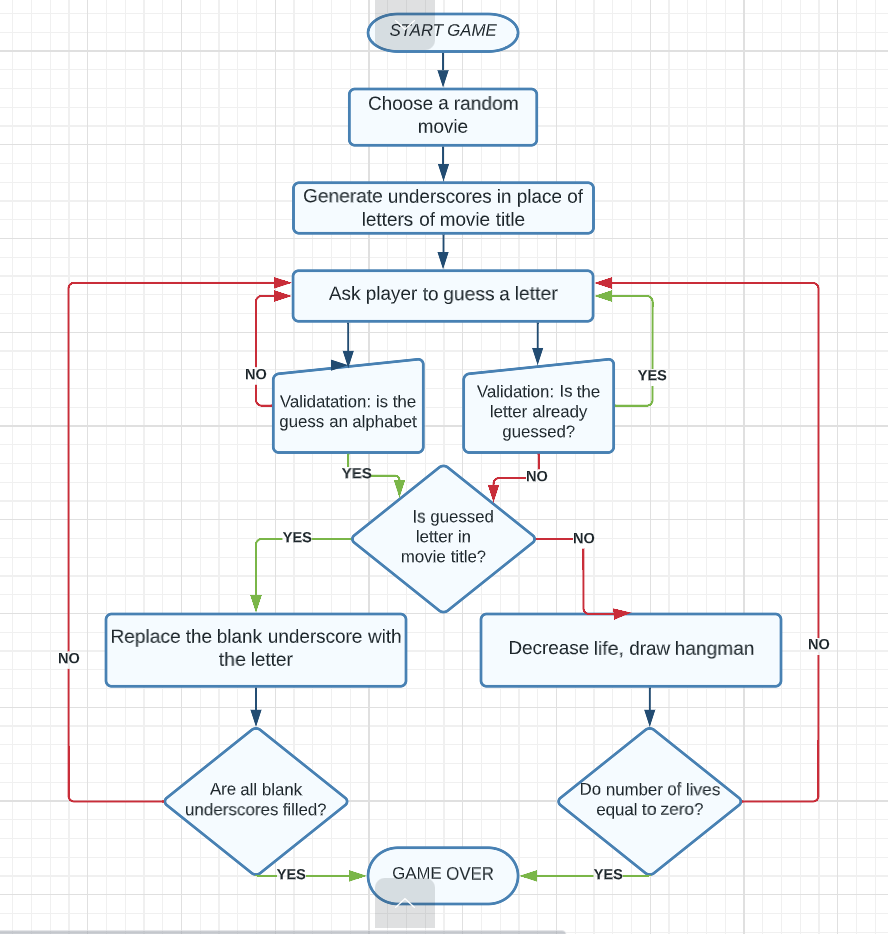 START GAME
Choose a random
movie
Generate underscores in place of
letters of movie title
Ask player to guess a letter
NO
Validatation: is the
guess an alphabet
Validation: Is the
letter already
guessed?
YES
YES
NO
Is guessed
letter in
movie title?
YES
NO
Replace the blank underscore with
the letter
Decrease life, draw hangman
NO
NO
Are all blank
underscores filled?
Do number of lives
equal to zero?
YES
GAME OVER
YES